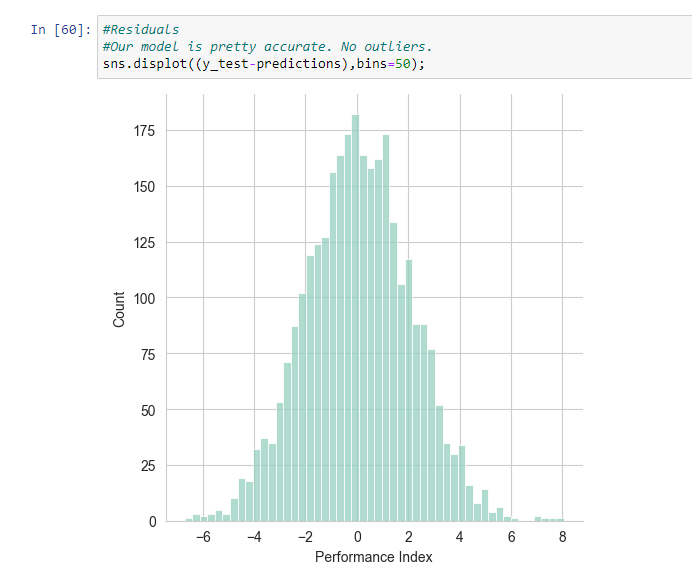 In [60]: #Residuals
#Our model is pretty accurate. No outliers.
sns.displot((y_test-predictions),bins=50);
175
150
125
100
75
50
25
0
Count
−6 −4 −2 0 2 4 6 8
Performance Index